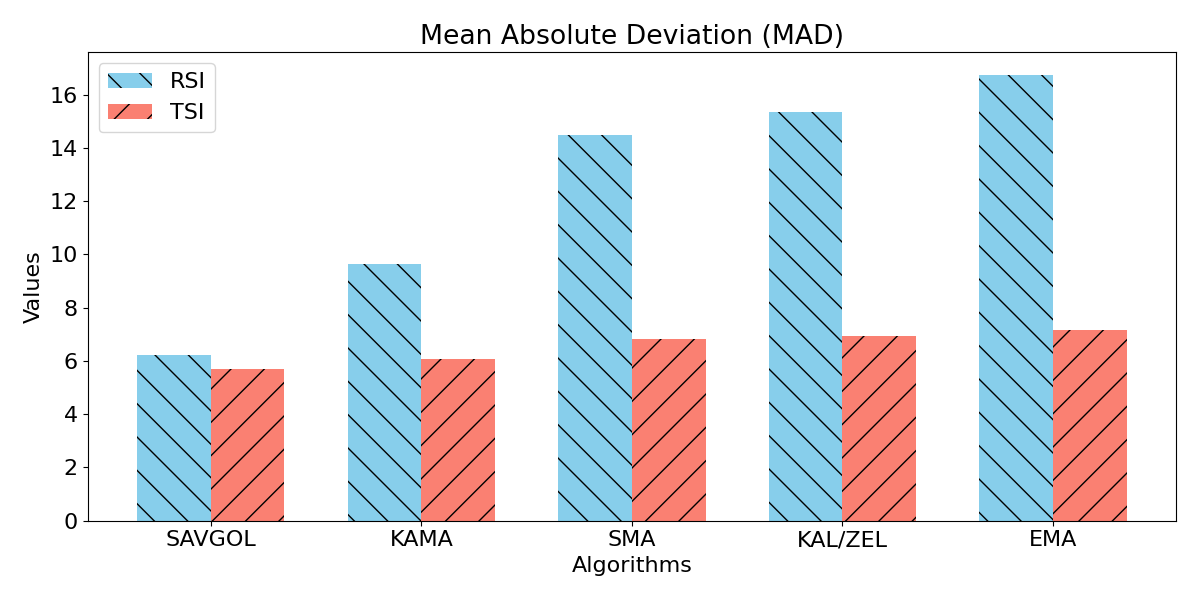 Mean Absolute Deviation (MAD)
RSI
TSI
Values
16
14
12
10
8
6
4
2
0
SAVGOL KAMA SMA KAL/ZEL EMA
Algorithms